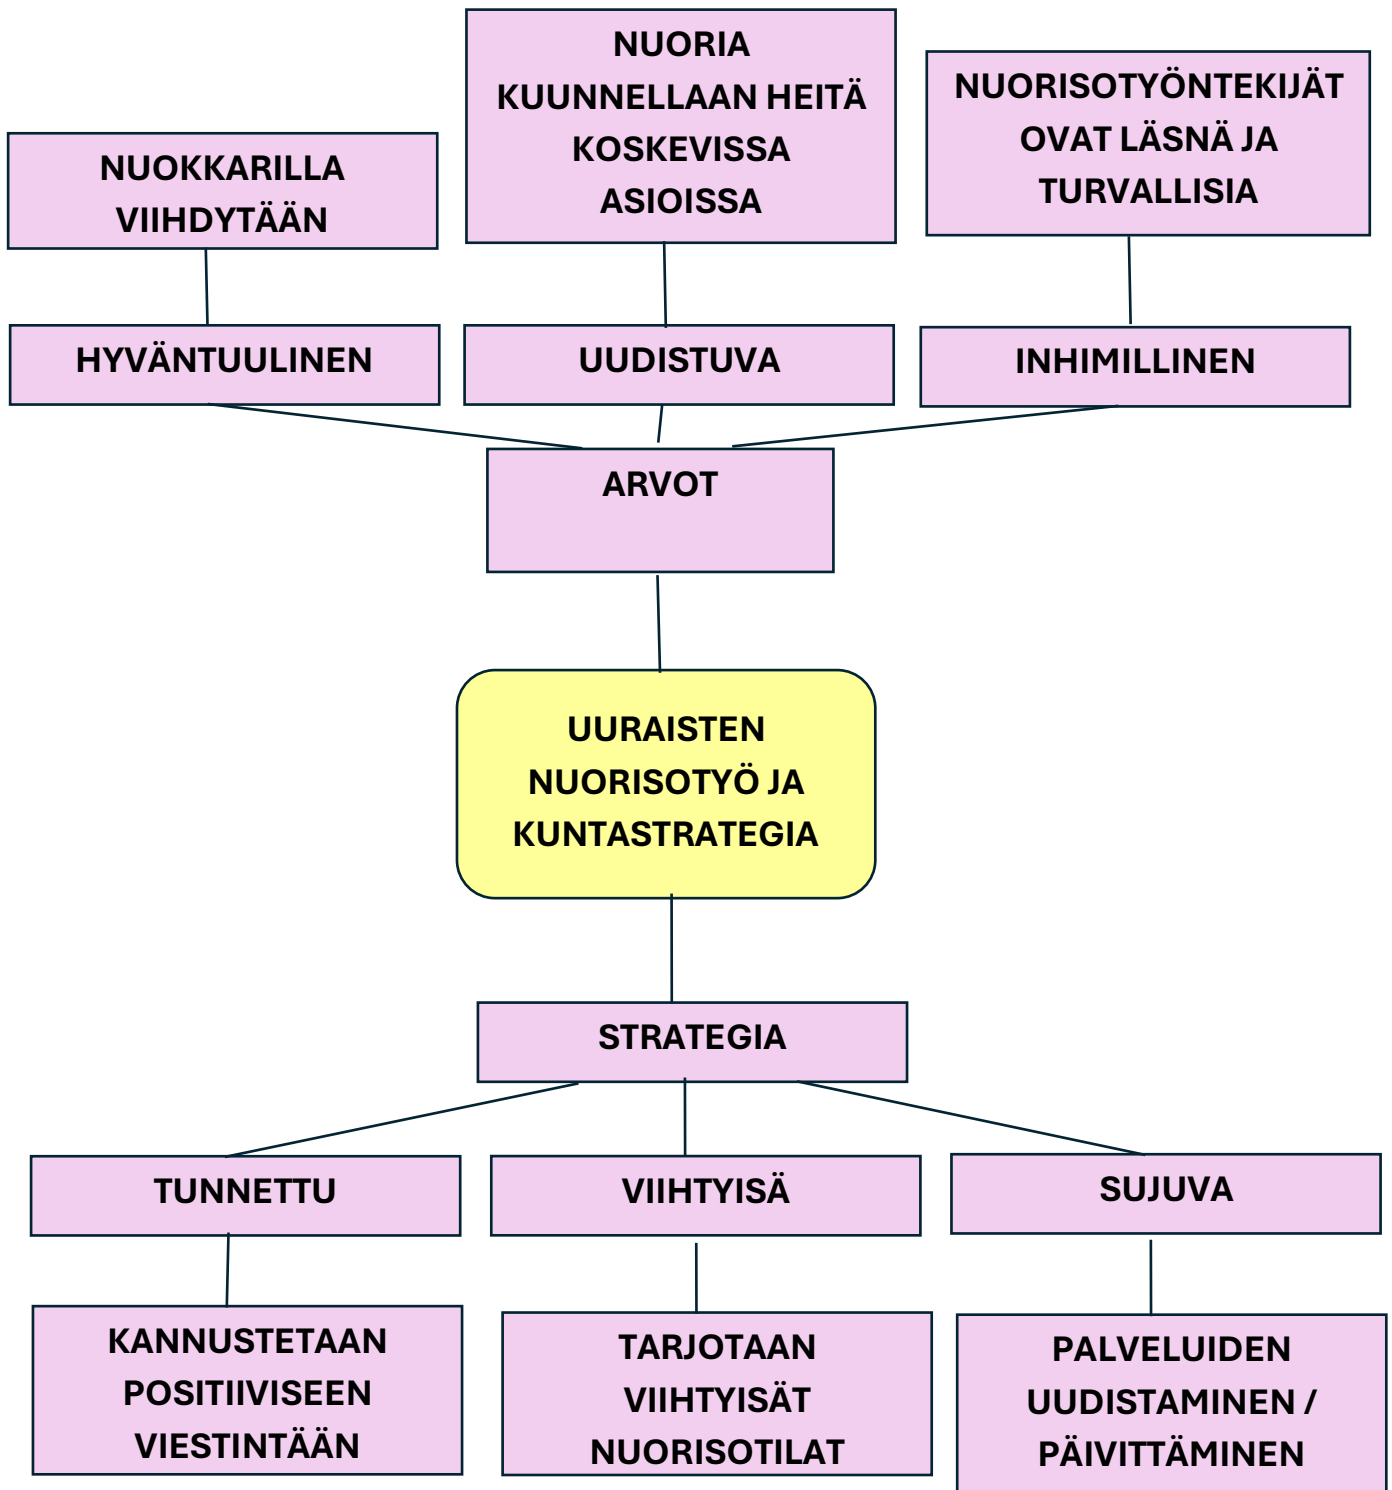 NUOKKARILLA
VIIHDYTÄÄN
NUORIA
KUUNNELLAAN HEITÄ
KOSKEVISSA
ASIOISSA
NUORISOTYÖNTEKIJÄT
OVAT LÄSNÄ JA
TURVALLISIA
HYVÄNTUULINEN
UUDISTUVA
INHIMILLINEN
ARVOT
UURAISTEN
NUORISOTYÖ JA
KUNTASTRATEGIA
STRATEGIA
TUNNETTU
VIIHTYISÄ
SUJUVA
KANNUSTETAAN
POSITIIVISEEN
VIESTINTÄÄN
TARJOTAAN
VIIHTYISÄT
NUORISOTILAT
PALVELUIDEN
UUDISTAMINEN /
PÄIVITTÄMINEN